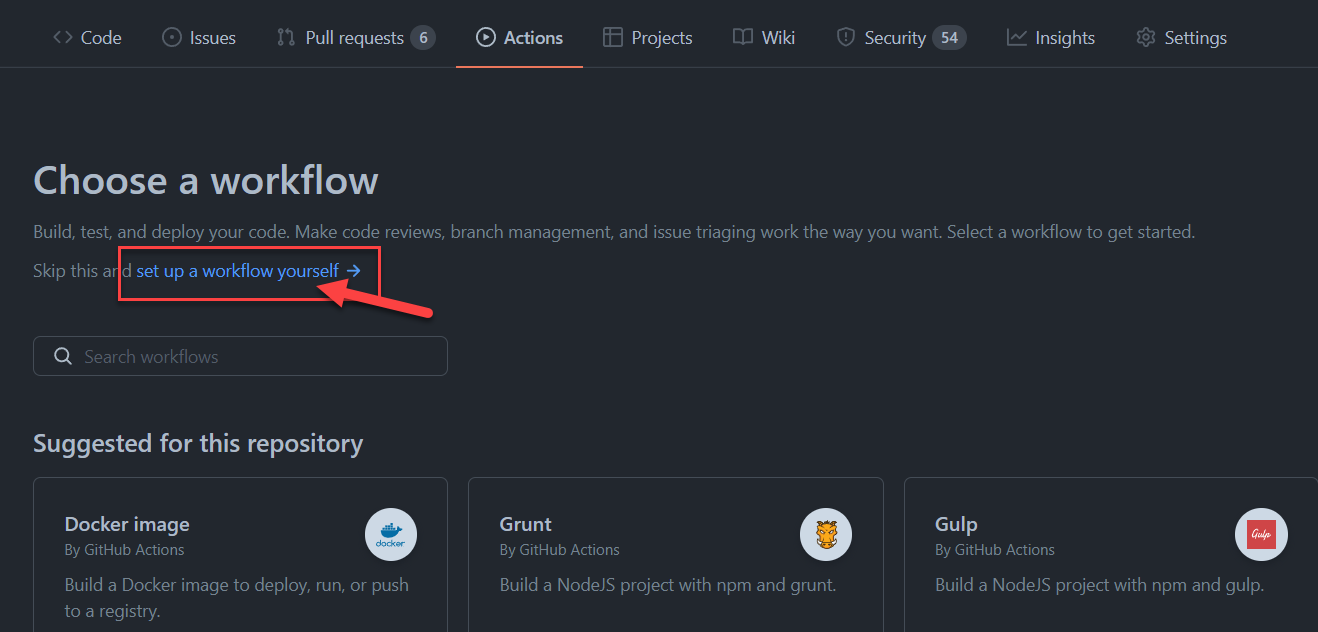 Code Issues Pull requests 6 Actions Projects Wiki Security 54 Insights Settings
Choose a workflow
Build, test, and deploy your code. Make code reviews, branch management, and issue triaging work the way you want. Select a workflow to get started.
Skip this and set up a workflow yourself →
Search workflows
Suggested for this repository
Docker image
By GitHub Actions
docker
Build a Docker image to deploy, run, or push
to a registry.
Grunt
By GitHub Actions
Build a NodeJS project with npm and grunt.
Gulp
By GitHub Actions
Gulp
Build a NodeJS project with npm and gulp.